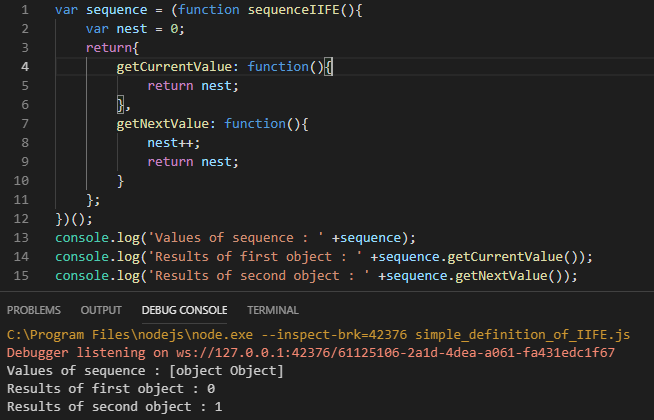 1 var sequence = (function sequenceIIFE(){
2 var nest = 0;
3 return{
4 getCurrentValue: function(){
5 return nest;
6 },
7 getNextValue: function(){
8 nest++;
9 return nest;
10 }
11 };
12 })();
13 console.log('Values of sequence : ' +sequence);
14 console.log('Results of first object : ' +sequence.getCurrentValue());
15 console.log('Results of second object : ' +sequence.getNextValue());
PROBLEMS OUTPUT DEBUG CONSOLE TERMINAL
C:\Program Files\nodejs\node.exe --inspect-brk=42376 simple_definition_of_IIFE.js
Debugger listening on ws://127.0.0.1:42376/61125106-2a1d-4dea-a061-fa431edc1f67
Values of sequence : [object Object]
Results of first object : 0
Results of second object : 1